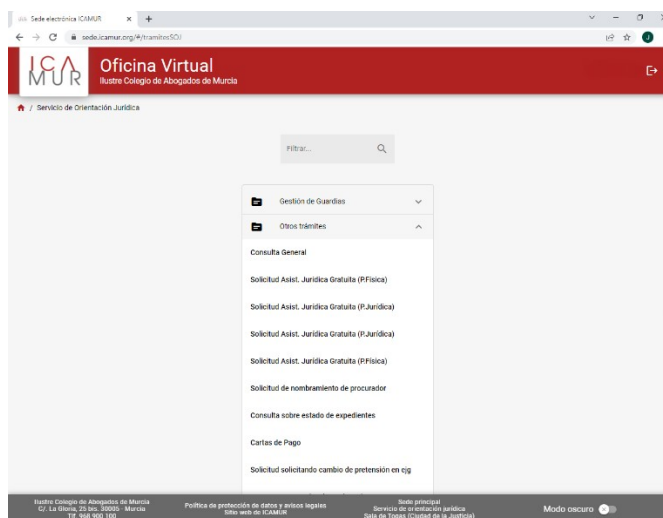 Sede electrónica ICAMUR
sede.icamur.org/#/tramitesSOJ
J
ICA
MUR
Oficina Virtual
Ilustre Colegio de Abogados de Murcia
/ Servicio de Orientación Jurídica
Filtrar...
Gestión de Guardias
Otros trámites
Consulta General
Solicitud Asist. Jurídica Gratuita (P.Física)
Solicitud Asist. Jurídica Gratuita (P.Jurídica)
Solicitud Asist. Jurídica Gratuita (P.Jurídica)
Solicitud Asist. Jurídica Gratuita (P.Física)
Solicitud de nombramiento de procurador
Consulta sobre estado de expedientes
Cartas de Pago
Solicitud solicitando cambio de pretensión en ejg
Ilustre Colegio de Abogados de Murcia
C/. La Gloria, 25 bis. 30005 - Murcia
Tlf. 968 900 100
Política de protección de datos y avisos legales
Sitio web de ICAMUR
Sede principal
Servicio de orientación jurídica
Sala de Togas (Ciudad de la Justicia)
Modo oscuro